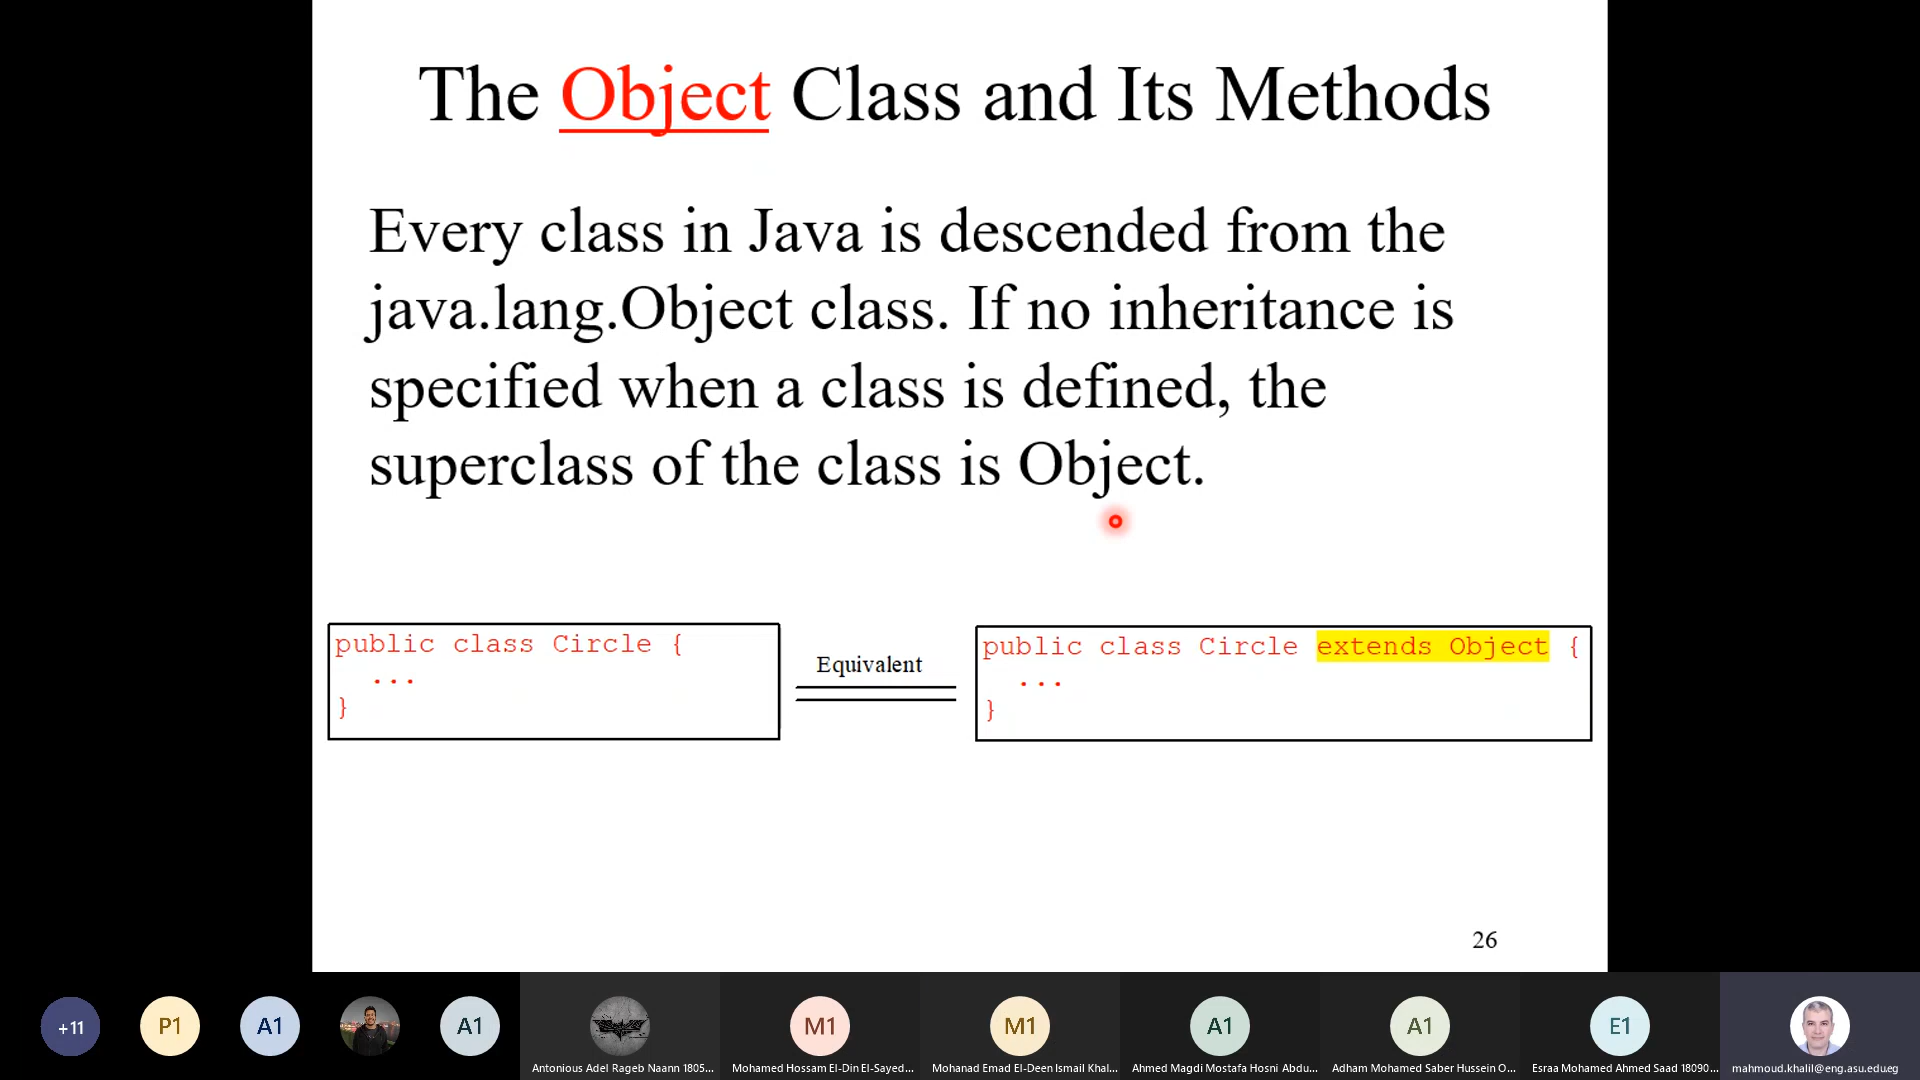 The Object Class and Its Methods
Every class in Java is descended from the
java.lang.Object class. If no inheritance is
specified when a class is defined, the
superclass of the class is Object.
public class Circle {
...
}
Equivalent
public class Circle extends Object {
...
}
26
+11
P1
A1
A1
Antonious Adel Rageb Naann 1805...
M1
Mohamed Hossam El-Din El-Sayed...
M1
Mohanad Emad El-Deen Ismail Khal...
A1
Ahmed Magdi Mostafa Hosni Abdu...
A1
Adham Mohamed Saber Hussein O...
E1
Esraa Mohamed Ahmed Saad 18090...
mahmoud.khalil@eng.asu.edu.eg